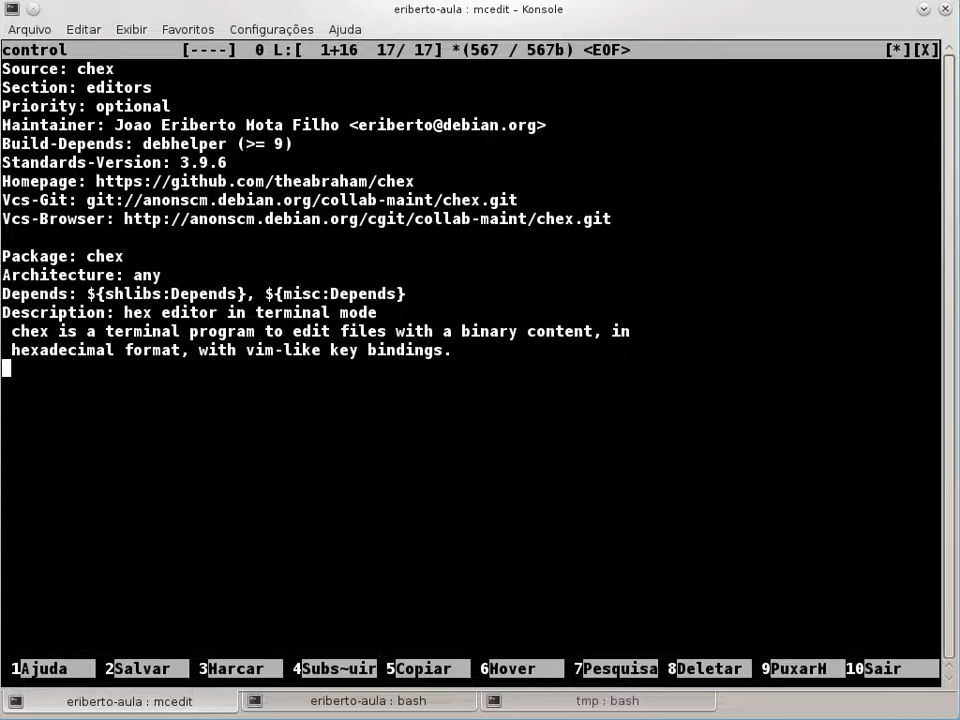 eriberto-aula : mcedit – Konsole
Arquivo Editar Exibir Favoritos Configurações Ajuda
control [----] 0 L:[ 1+16 17/ 17] *(567 / 567b) <EOF> [*][X]
Source: chex
Section: editors
Priority: optional
Maintainer: Joao Eriberto Mota Filho <eriberto@debian.org>
Build-Depends: debhelper (>= 9)
Standards-Version: 3.9.6
Homepage: https://github.com/theabraham/chex
Vcs-Git: git://anonscm.debian.org/collab-maint/chex.git
Vcs-Browser: http://anonscm.debian.org/cgit/collab-maint/chex.git
Package: chex
Architecture: any
Depends: ${shlibs:Depends}, ${misc:Depends}
Description: hex editor in terminal mode
chex is a terminal program to edit files with a binary content, in
hexadecimal format, with vim-like key bindings.
1Ajuda 2Salvar 3Marcar 4Subs~uir 5Copiar 6Mover 7Pesquisa 8Deletar 9PuxarM 10Sair
eriberto-aula : mcedit eriberto-aula : bash tmp : bash